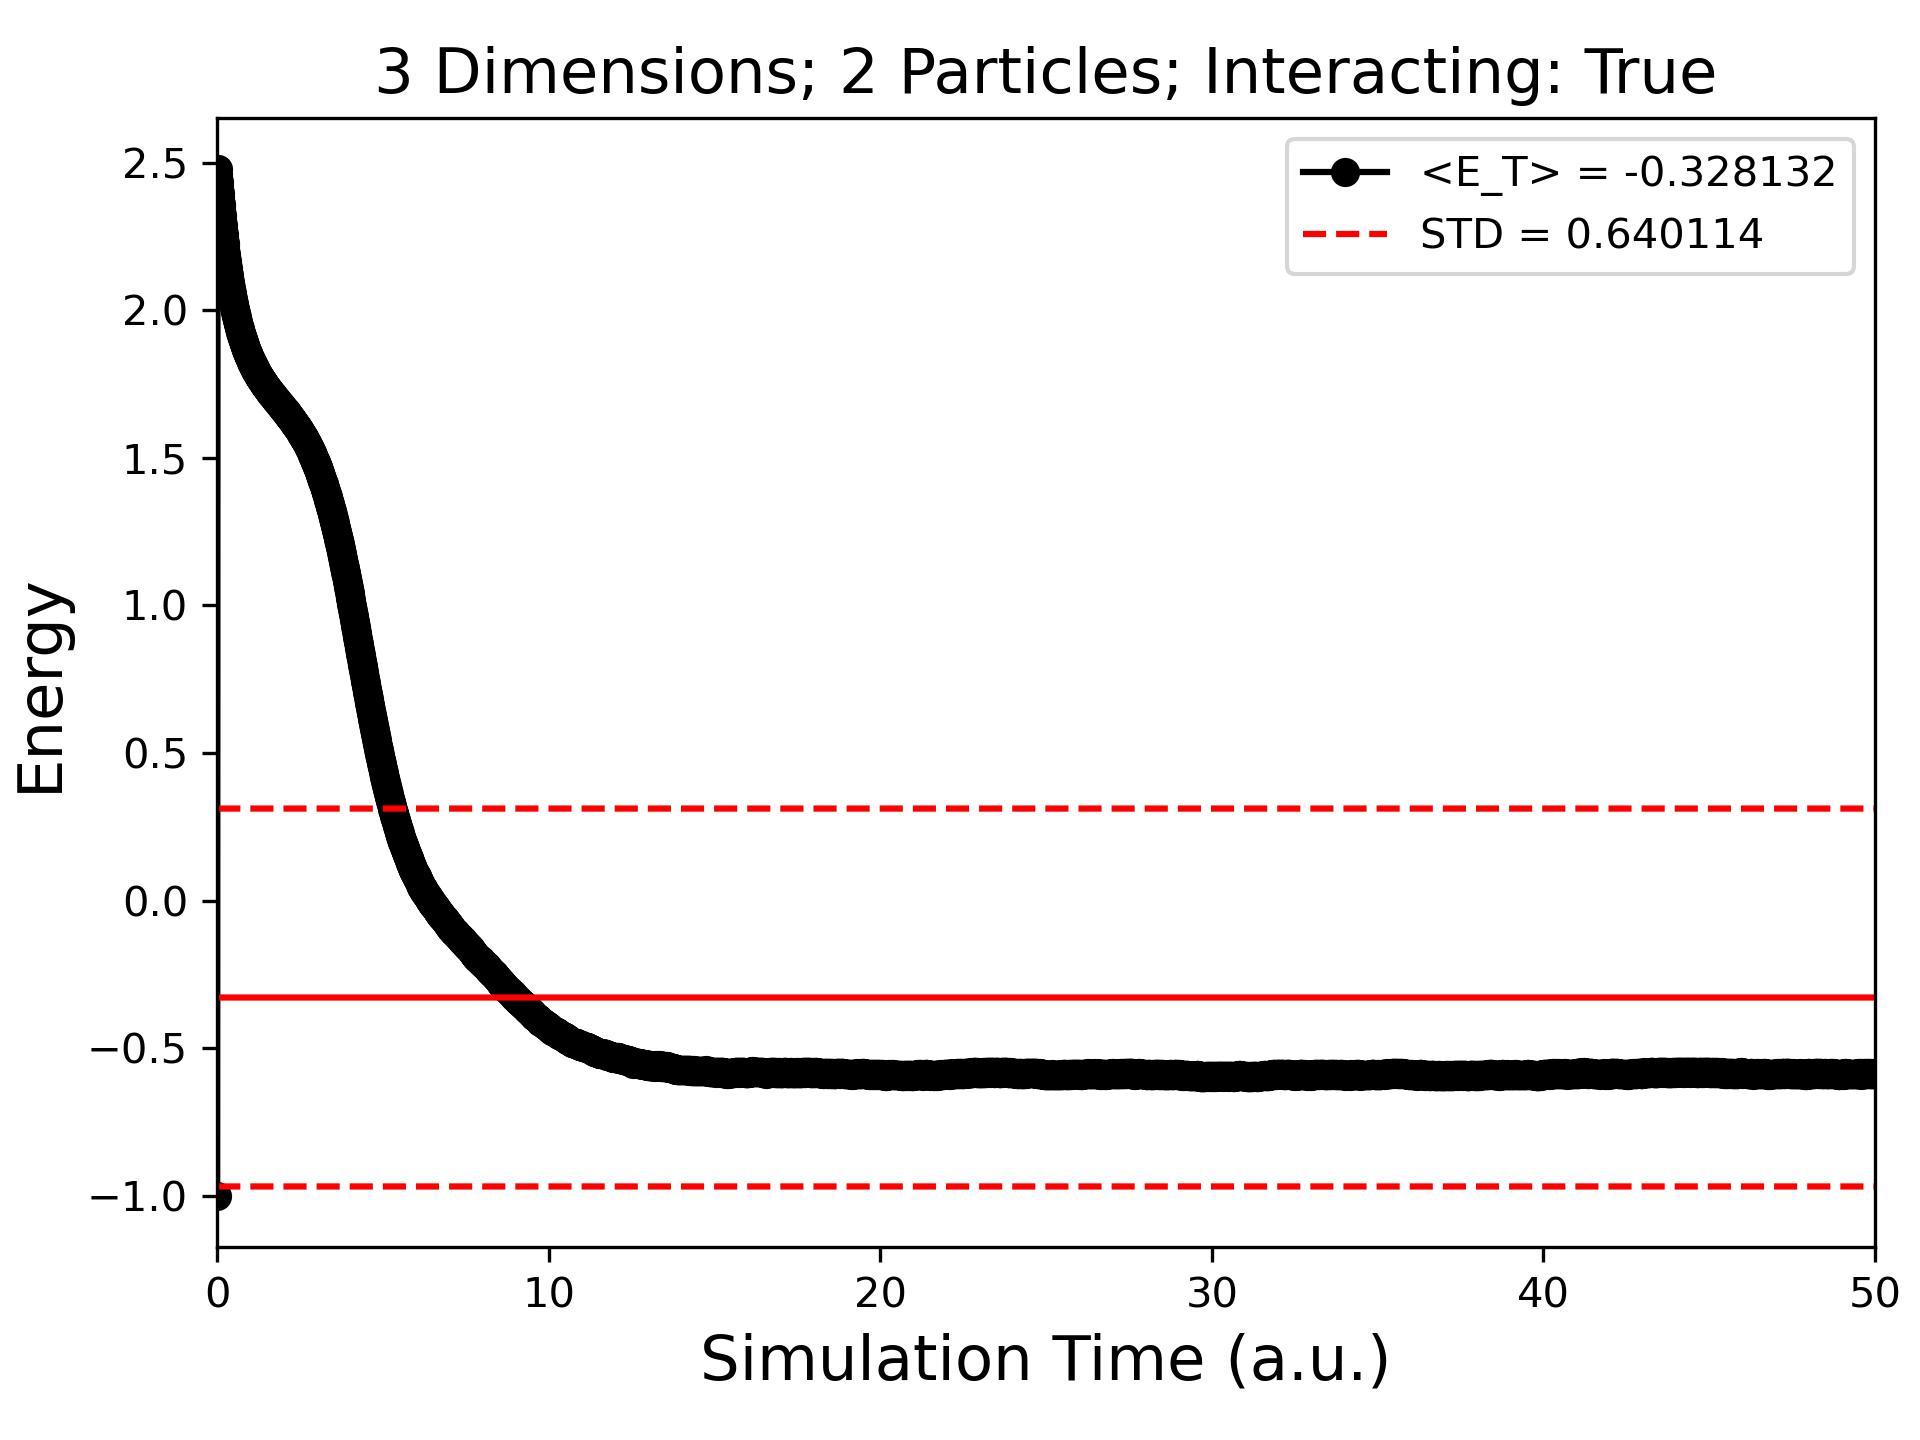 3 Dimensions; 2 Particles; Interacting: True
<E_T> = -0.328132
STD = 0.640114
2.5
2.0
1.5
1.0
0.5
0.0
−0.5
−1.0
Energy
0 10 20 30 40 50
Simulation Time (a.u.)